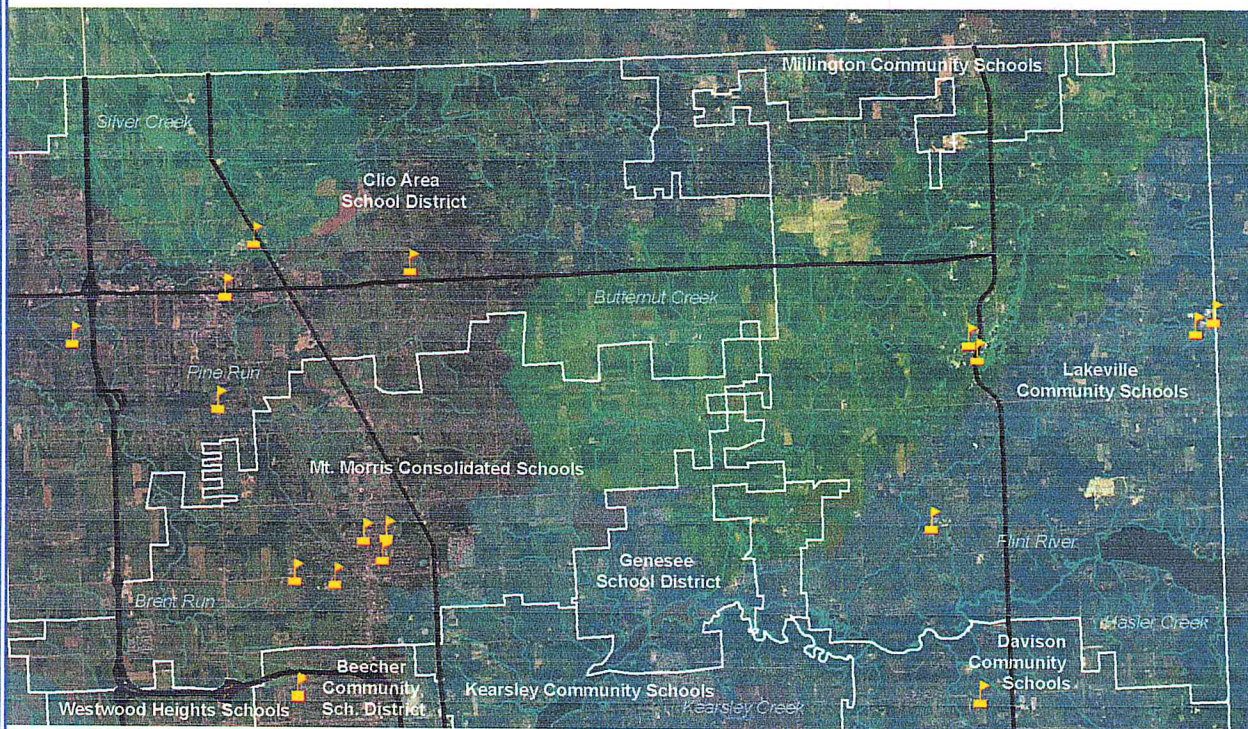 Millington Community Schools
Silver Creek
Clio Area
School District
Butternut Creek
Pine Run
Lakeville
Community Schools
Mt. Morris Consolidated Schools
Flint River
Genesee
School District
Brent Run
Hasler Creek
Davison
Community
Schools
Beecher
Community
Sch. District
Kearsley Community Schools
Westwood Heights Schools
Kearsley Creek